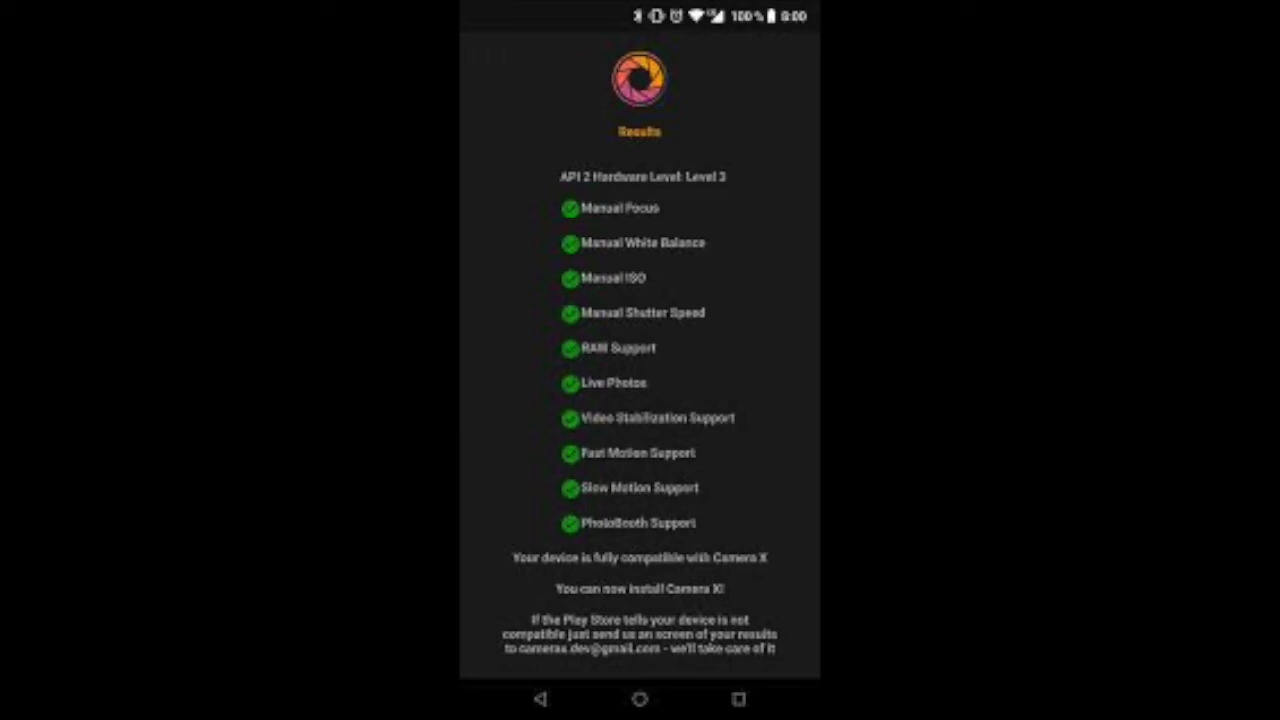 100% 8:00
Results
API 2 Hardware Level: Level 3
Manual Focus
Manual White Balance
Manual ISO
Manual Shutter Speed
RAW Support
Live Photos
Video Stabilization Support
Fast Motion Support
Slow Motion Support
PhotoBooth Support
Your device is fully compatible with Camera X
You can now install Camera X!
If the Play Store tells your device is not
compatible just send us an screen of your results
to camerax.dev@gmail.com - we'll take care of it